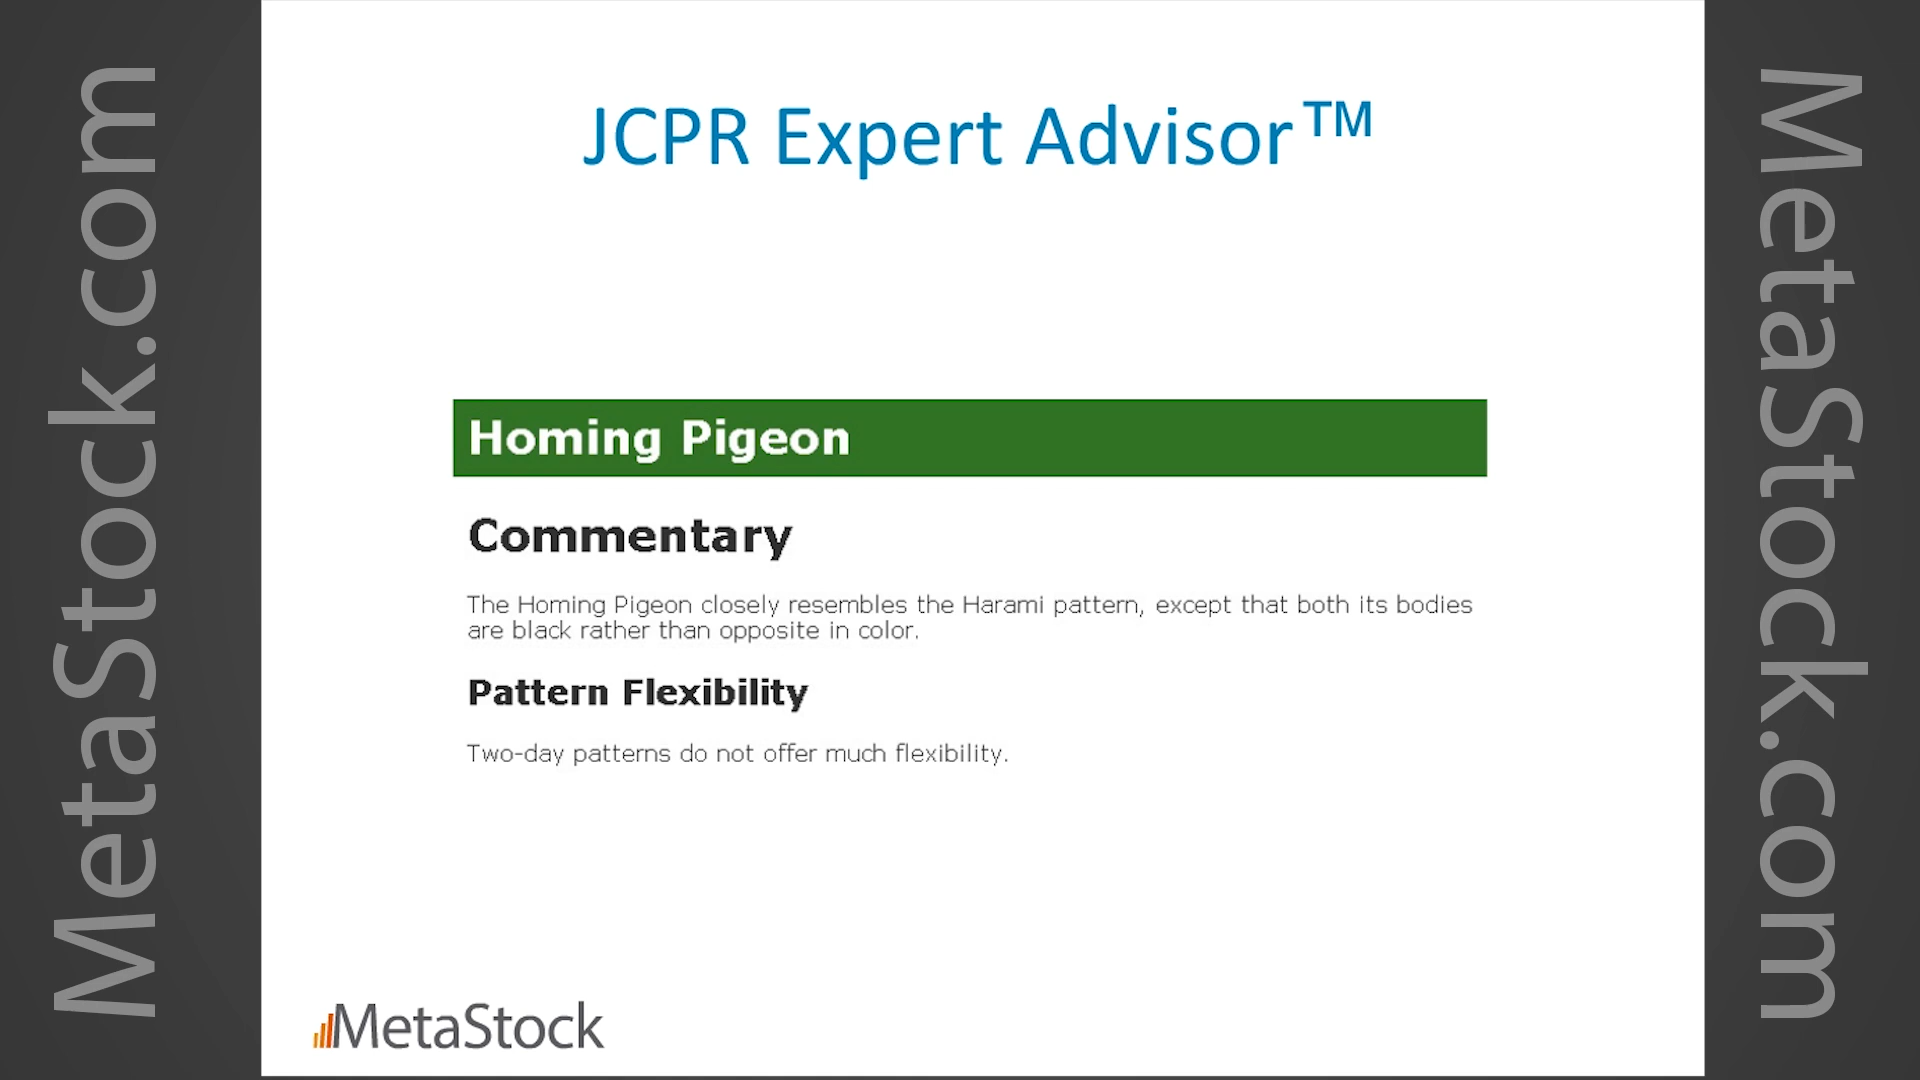 MetaStock.com
JCPR Expert Advisor™
Homing Pigeon
Commentary
The Homing Pigeon closely resembles the Harami pattern, except that both its bodies
are black rather than opposite in color.
Pattern Flexibility
Two-day patterns do not offer much flexibility.
MetaStock
MetaStock.com